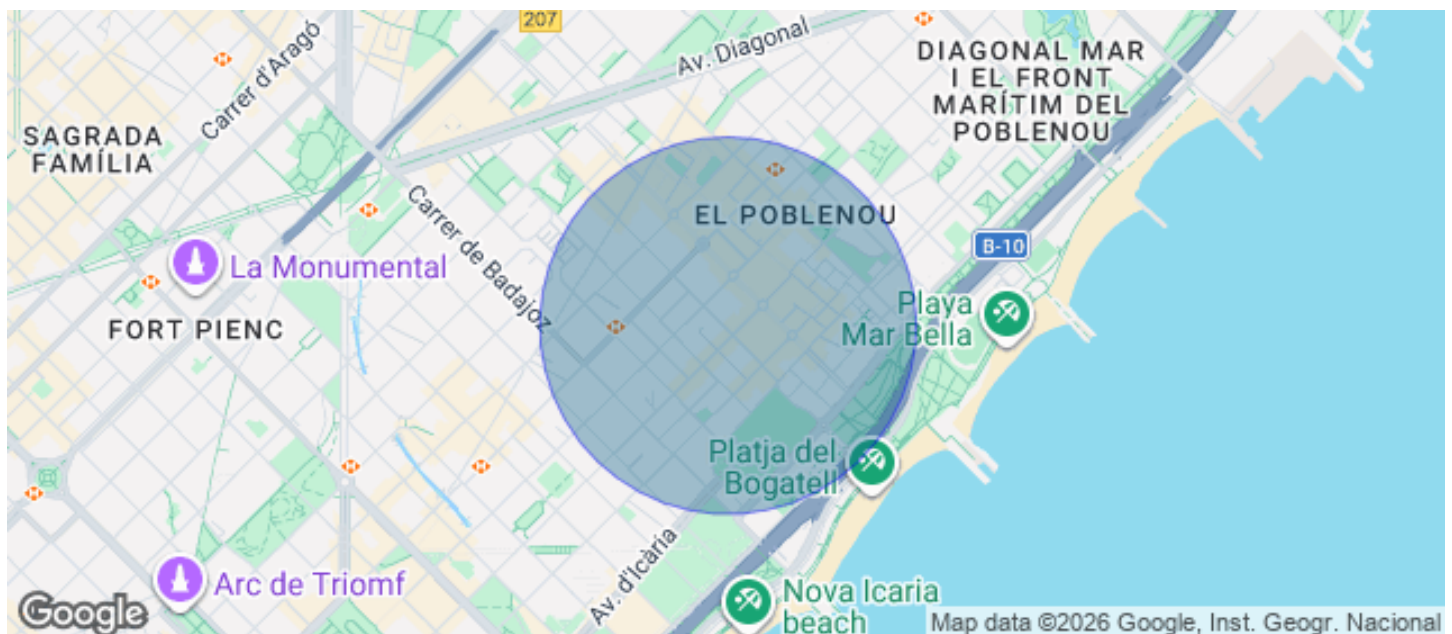 207
Carrer d'Aragó
Av. Diagonal
DIAGONAL MAR
I EL FRONT
MARÍTIM DEL
POBLENOU
SAGRADA
FAMÍLIA
Carrer de Badajoz
EL POBLENOU
B-10
La Monumental
Playa
Mar Bella
FORT PIENC
Platja del
Bogatell
Av. d'Icària
Arc de Triomf
Nova Icaria
beach
Google
Map data ©2026 Google, Inst. Geogr. Nacional